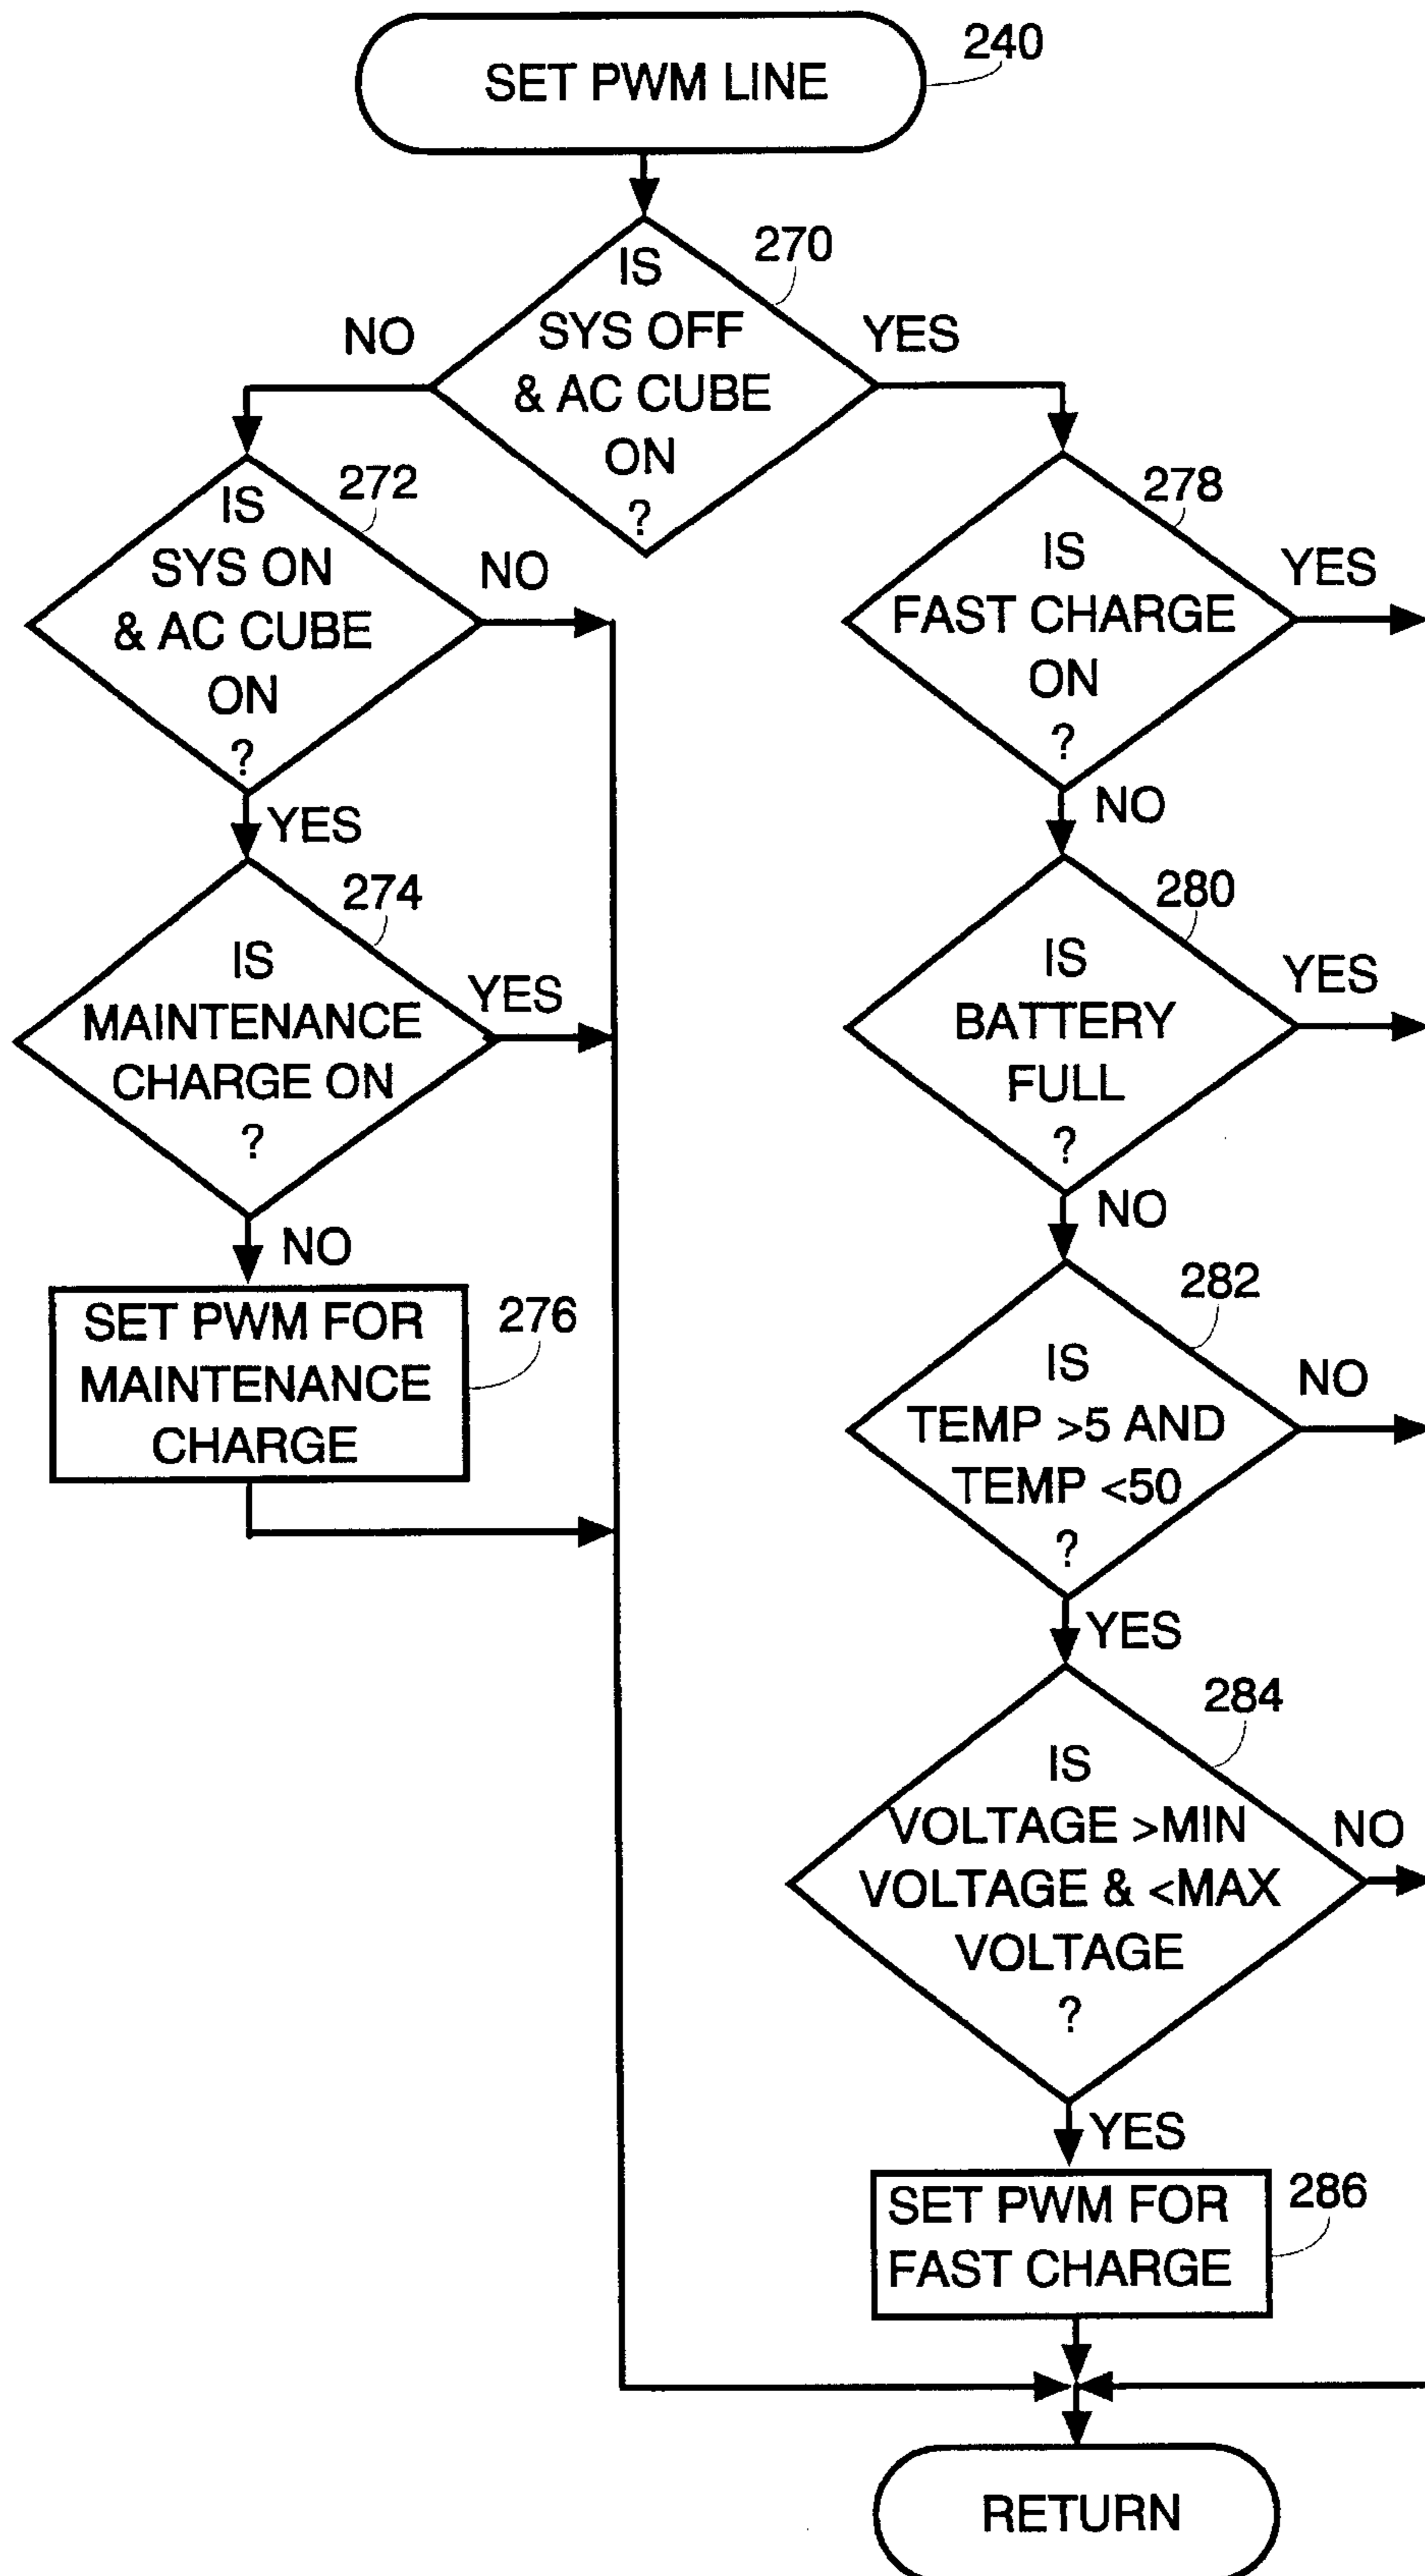 SET PWM LINE
240
IS
SYS OFF
& AC CUBE
ON
?
270
NO
YES
IS
SYS ON
& AC CUBE
ON
?
272
NO
YES
IS
MAINTENANCE
CHARGE ON
?
274
YES
NO
SET PWM FOR
MAINTENANCE
CHARGE
276
IS
FAST CHARGE
ON
?
278
YES
NO
IS
BATTERY
FULL
?
280
YES
NO
IS
TEMP >5 AND
TEMP <50
?
282
NO
YES
IS
VOLTAGE >MIN
VOLTAGE & <MAX
VOLTAGE
?
284
NO
YES
SET PWM FOR
FAST CHARGE
286
RETURN